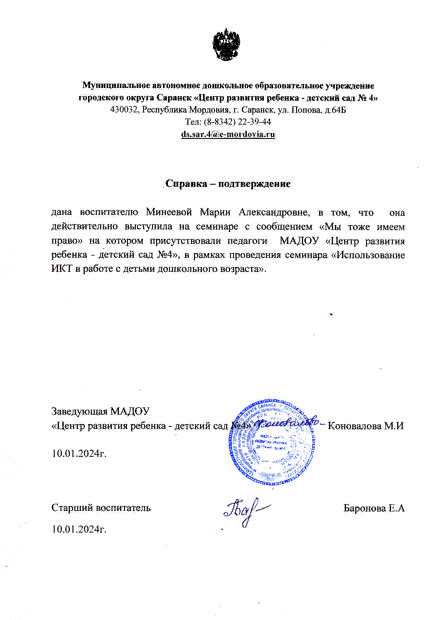 Муниципальное автономное дошкольное образовательное учреждение
городского округа Саранск «Центр развития ребенка - детский сад № 4»
430032, Республика Мордовия, г. Саранск, ул. Попова, д.64Б
Тел: (8-8342) 22-39-44
ds.sar.4@e-mordovia.ru
Справка – подтверждение
дана воспитателю Минеевой Марии Александровне, в том, что она
действительно выступила на семинаре с сообщением «Мы тоже имеем
право» на котором присутствовали педагоги МАДОУ «Центр развития
ребенка - детский сад №4», в рамках проведения семинара «Использование
ИКТ в работе с детьми дошкольного возраста».
Заведующая МАДОУ
«Центр развития ребенка - детский сад №4» Коновалова М.И
10.01.2024г.
Старший воспитатель Баронова Е.А
10.01.2024г.